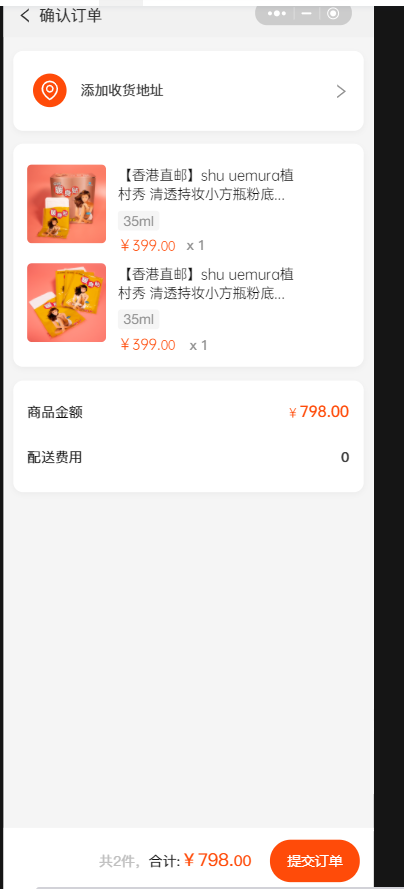 确认订单
添加收货地址
【香港直邮】shu uemura植
村秀 清透持妆小方瓶粉底...
35ml
￥399.00 x 1
【香港直邮】shu uemura植
村秀 清透持妆小方瓶粉底...
35ml
￥399.00 x 1
商品金额 ￥798.00
配送费用 0
共2件，合计:￥798.00 提交订单